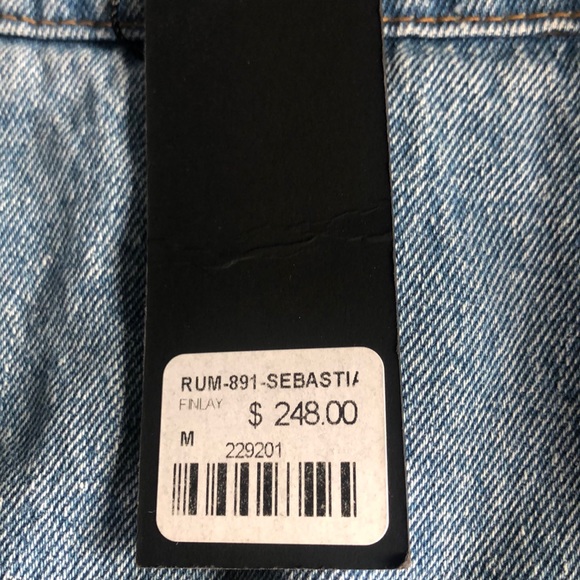 RUM-891-SEBASTIA
FINLAY
$ 248.00
M
229201